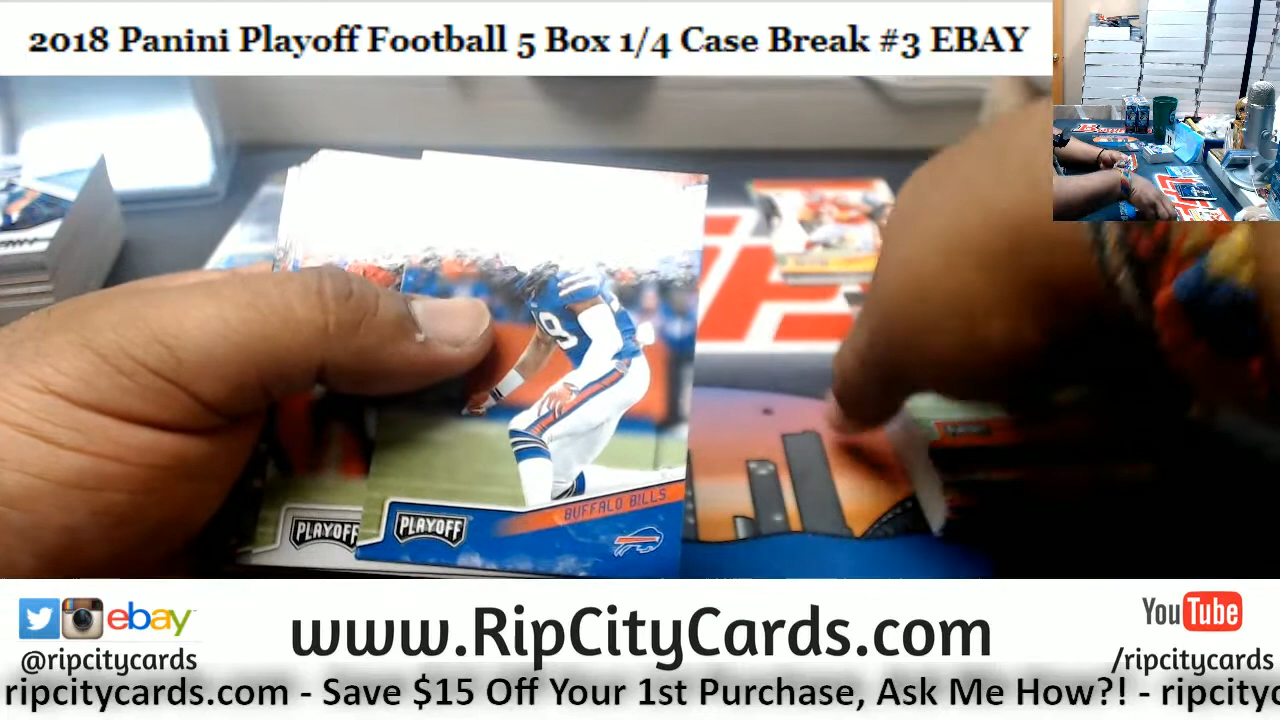 2018 Panini Playoff Football 5 Box 1/4 Case Break #3 EBAY
BUFFALO BILLS
PLAYOFF
PLAYOFF
ebay
YouTube
www.RipCityCards.com
@ripcitycards
/ripcitycards
ripcitycards.com - Save $15 Off Your 1st Purchase, Ask Me How?! - ripcityc